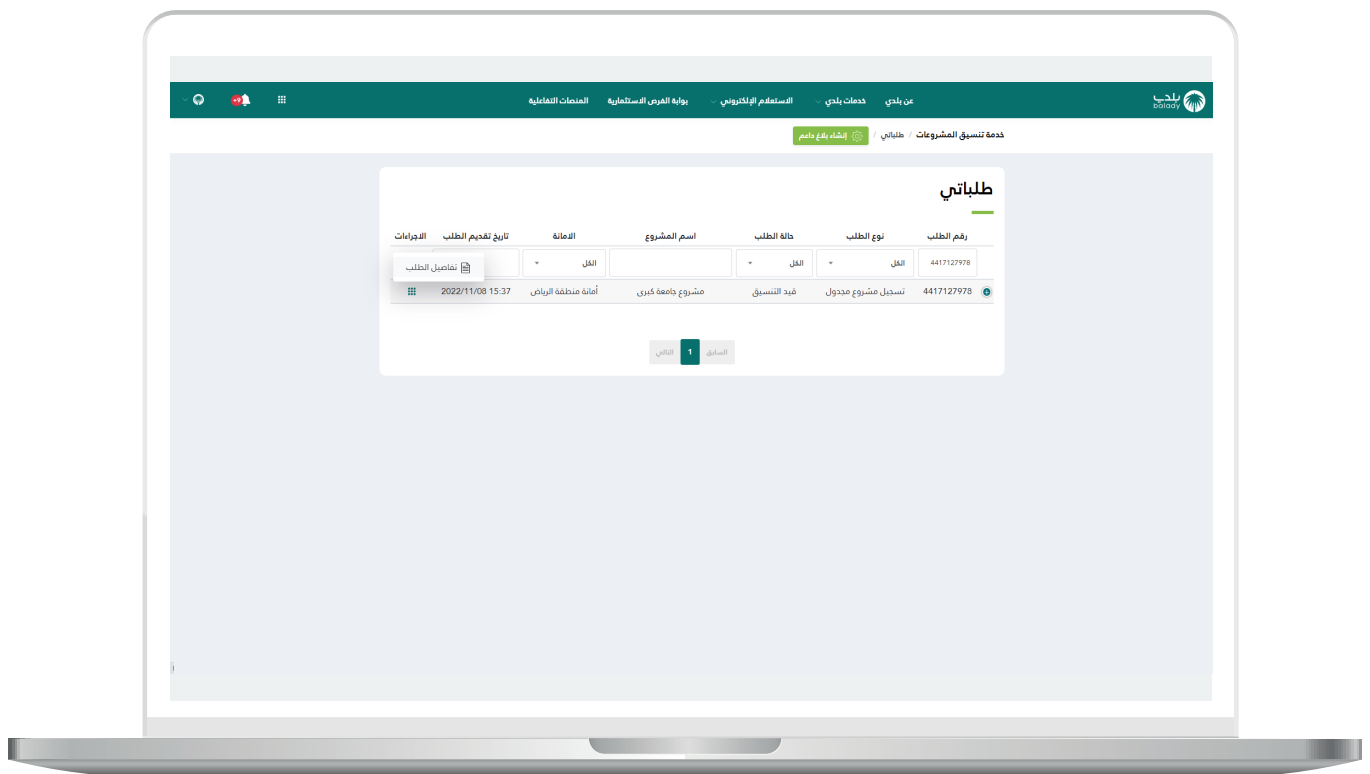 بلدي
balady
عن بلدي
خدمات بلدي
الاستعلام الإلكتروني
بوابة الفرص الاستثمارية
المنصات التفاعلية
+9
خدمة تنسيق المشروعات / طلباتي / إنشاء بلاغ داعم
طلباتي
رقم الطلب نوع الطلب حالة الطلب اسم المشروع الامانة تاريخ تقديم الطلب الاجراءات
4417127978 الكل الكل الكل
تفاصيل الطلب
4417127978 تسجيل مشروع مجدول قيد التنسيق مشروع جامعة كبرى أمانة منطقة الرياض 2022/11/08 15:37
السابق 1 التالي